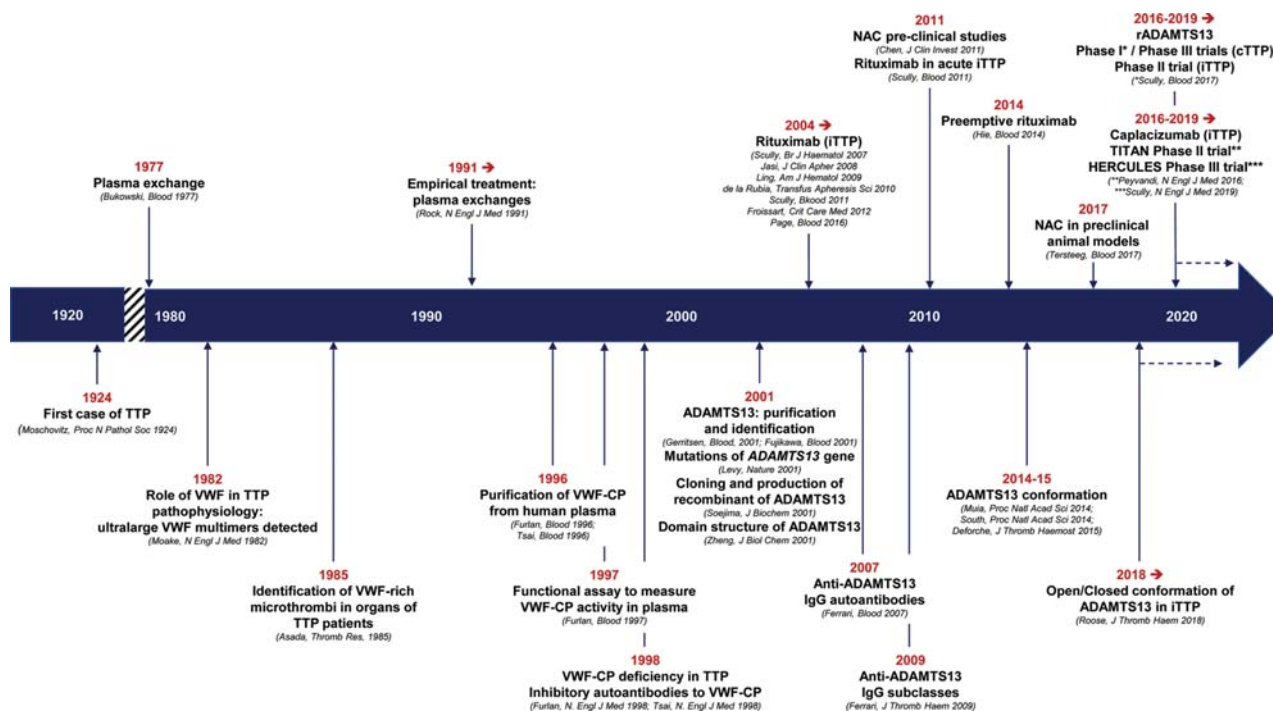 1977
Plasma exchange
(Bukowski, Blood 1977)
1991 →
Empirical treatment:
plasma exchanges
(Rock, N Engl J Med 1991)
2004 →
Rituximab (iTTP)
(Scully, Br J Haematol 2007
Jasi, J Clin Apher 2008
Ling, Am J Hematol 2009
de la Rubia, Transfus Apheresis Sci 2010
Scully, Bkood 2011
Froissart, Crit Care Med 2012
Page, Blood 2016)
2011
NAC pre-clinical studies
(Chen, J Clin Invest 2011)
Rituximab in acute iTTP
(Scully, Blood 2011)
2014
Preemptive rituximab
(Hie, Blood 2014)
2017
NAC in preclinical
animal models
(Tersteeg, Blood 2017)
2016-2019 →
rADAMTS13
Phase I* / Phase III trials (cTTP)
Phase II trial (iTTP)
(*Scully, Blood 2017)
2016-2019 →
Caplacizumab (iTTP)
TITAN Phase II trial**
HERCULES Phase III trial***
(**Peyvandi, N Engl J Med 2016;
***Scully, N Engl J Med 2019)
1920 1980 1990 2000 2010 2020
1924
First case of TTP
(Moschovitz, Proc N Pathol Soc 1924)
1982
Role of VWF in TTP
pathophysiology:
ultralarge VWF multimers detected
(Moake, N Engl J Med 1982)
1985
Identification of VWF-rich
microthrombi in organs of
TTP patients
(Asada, Thromb Res, 1985)
1996
Purification of VWF-CP
from human plasma
(Furlan, Blood 1996;
Tsai, Blood 1996)
1997
Functional assay to measure
VWF-CP activity in plasma
(Furlan, Blood 1997)
1998
VWF-CP deficiency in TTP
Inhibitory autoantibodies to VWF-CP
(Furlan, N. Engl J Med 1998; Tsai, N. Engl J Med 1998)
2001
ADAMTS13: purification
and identification
(Gerritsen, Blood, 2001; Fujikawa, Blood 2001)
Mutations of ADAMTS13 gene
(Levy, Nature 2001)
Cloning and production of
recombinant of ADAMTS13
(Soejima, J Biochem 2001)
Domain structure of ADAMTS13
(Zheng, J Biol Chem 2001)
2007
Anti-ADAMTS13
IgG autoantibodies
(Ferrari, Blood 2007)
2009
Anti-ADAMTS13
IgG subclasses
(Ferrari, J Thromb Haem 2009)
2014-15
ADAMTS13 conformation
(Muia, Proc Natl Acad Sci 2014;
South, Proc Natl Acad Sci 2014;
Deforche, J Thromb Haemost 2015)
2018 →
Open/Closed conformation of
ADAMTS13 in iTTP
(Roose, J Thromb Haem 2018)